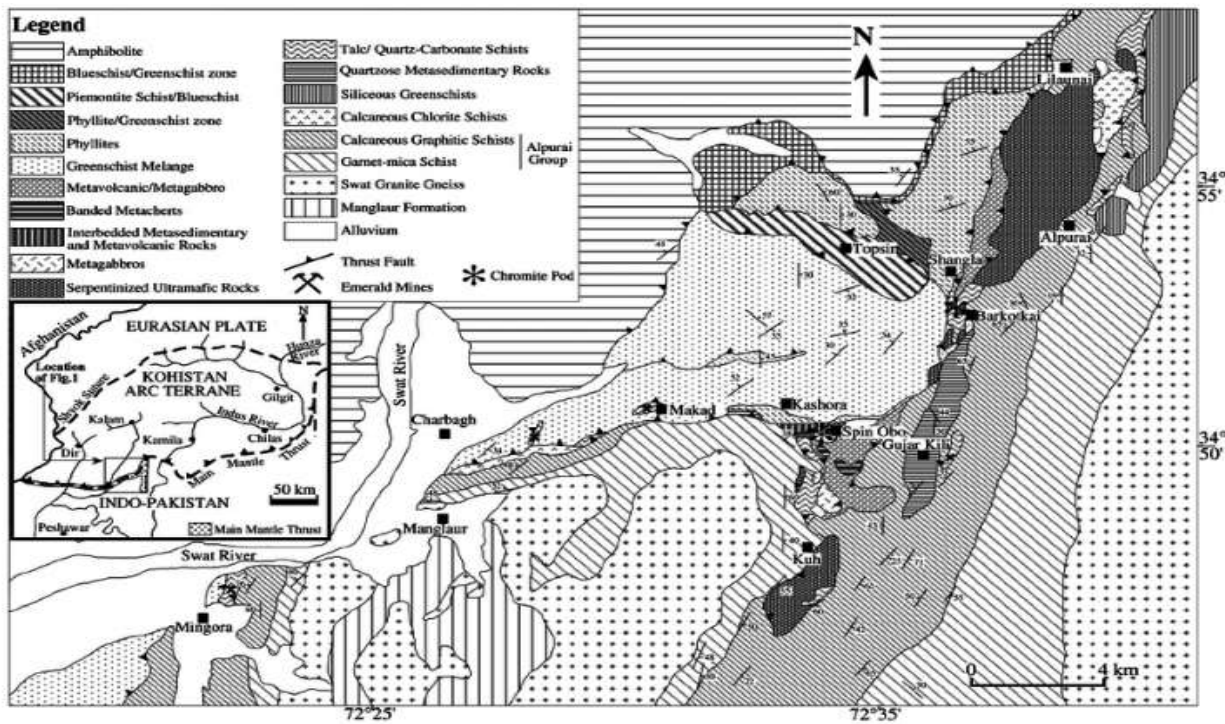 Legend
Amphibolite
Blueschist/Greenschist zone
Piemontite Schist/Blueschist
Phyllite/Greenschist zone
Phyllites
Greenschist Melange
Metavolcanic/Metagabbro
Banded Metacherts
Interbedded Metasedimentary
and Metavolcanic Rocks
Metagabbros
Serpentinized Ultramafic Rocks
Talc/ Quartz-Carbonate Schists
Quartzose Metasedimentary Rocks
Siliceous Greenschists
Calcareous Chlorite Schists
Calcareous Graphitic Schists
Garnet-mica Schist
Alpurai
Group
Swat Granite Gneiss
Manglaur Formation
Alluvium
Thrust Fault
Emerald Mines
Chromite Pod
N
Lilaunai
34°
55'
Alpurai
Topsin
Shangla
Barkotkai
Swat River
Charbagh
Makad
Kashora
Spin Obo
Gujar Kili
34°
50'
Manglaur
Kuh
Swat River
Mingora
0
4 km
72°25'
72°35'
Afghanistan
EURASIAN PLATE
N
Hunza
River
Location
of Fig.1
Shyok Suture
KOHISTAN
ARC TERRANE
Gilgit
Kalam
Indus River
Kamila
Chilas
Dir
Main
Mantle
Thrust
INDO-PAKISTAN
50 km
Peshawar
Main Mantle Thrust